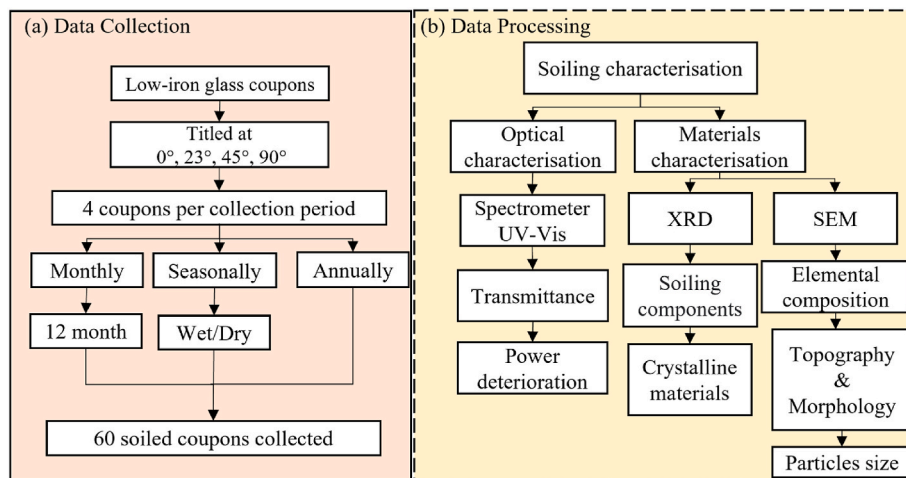 (a) Data Collection
Low-iron glass coupons
Titled at
0°, 23°, 45°, 90°
4 coupons per collection period
Monthly
Seasonally
Annually
12 month
Wet/Dry
60 soiled coupons collected
(b) Data Processing
Soiling characterisation
Optical
characterisation
Materials
characterisation
Spectrometer
UV-Vis
XRD
SEM
Transmittance
Soiling
components
Elemental
composition
Power
deterioration
Crystalline
materials
Topography
&
Morphology
Particles size